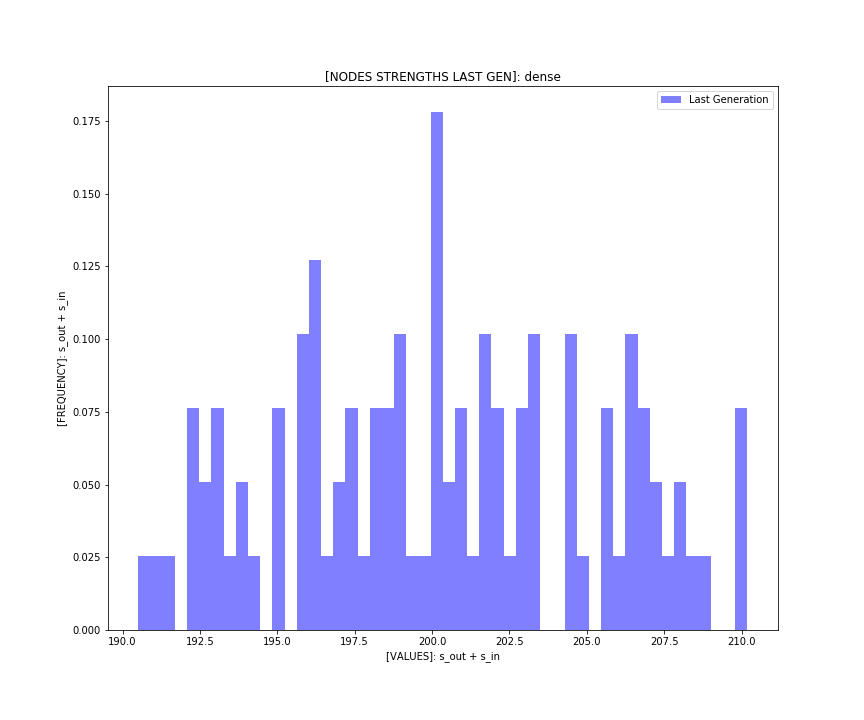 [NODES STRENGTHS LAST GEN]: dense
Last Generation
[FREQUENCY]: s_out + s_in
0.175
0.150
0.125
0.100
0.075
0.050
0.025
0.000
190.0 192.5 195.0 197.5 200.0 202.5 205.0 207.5 210.0
[VALUES]: s_out + s_in